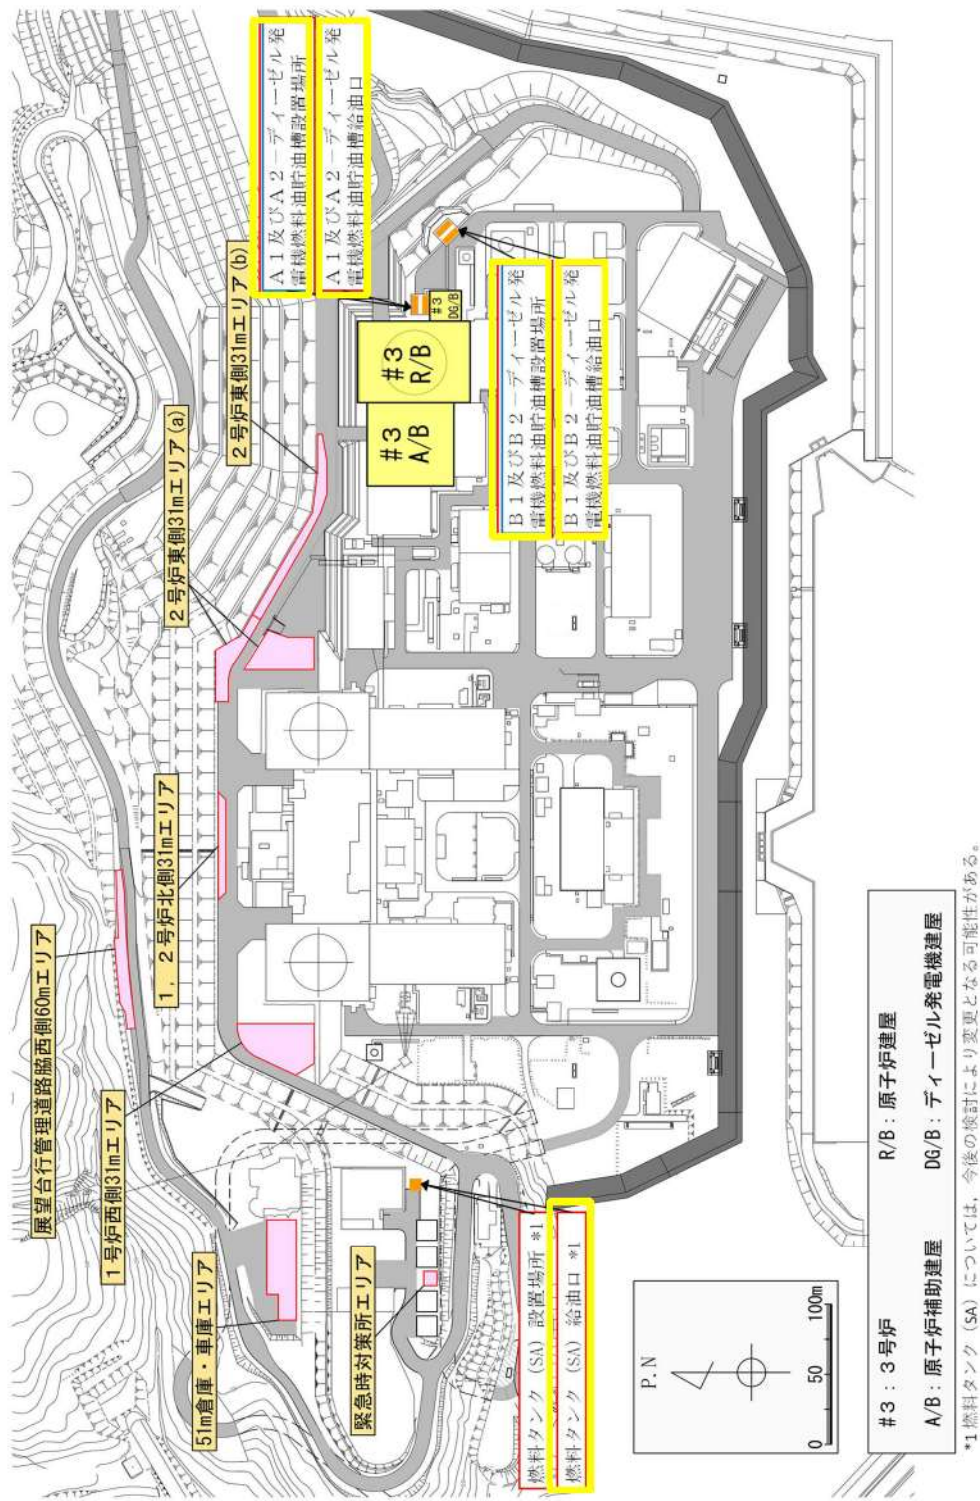 展望台行管理道路脇西側60mエリア
1号炉西側31mエリア
51m倉庫・車庫エリア
緊急時対策所エリア
1，2号炉北側31mエリア
2号炉東側31mエリア(a)
2号炉東側31mエリア(b)
A1及びA2－ディーゼル発
電機燃料油貯油槽設置場所
A1及びA2－ディーゼル発
電機燃料油貯油槽給油口
#3
R/B
#3
A/B
#3
DG/B
B1及びB2－ディーゼル発
電機燃料油貯油槽設置場所
B1及びB2－ディーゼル発
電機燃料油貯油槽給油口
燃料タンク（SA）設置場所 *1
燃料タンク（SA）給油口 *1
P.N
0 50 100m
#3：3号炉 R/B：原子炉建屋
A/B：原子炉補助建屋 DG/B：ディーゼル発電機建屋
*1 燃料タンク（SA）については，今後の検討により変更となる可能性がある。